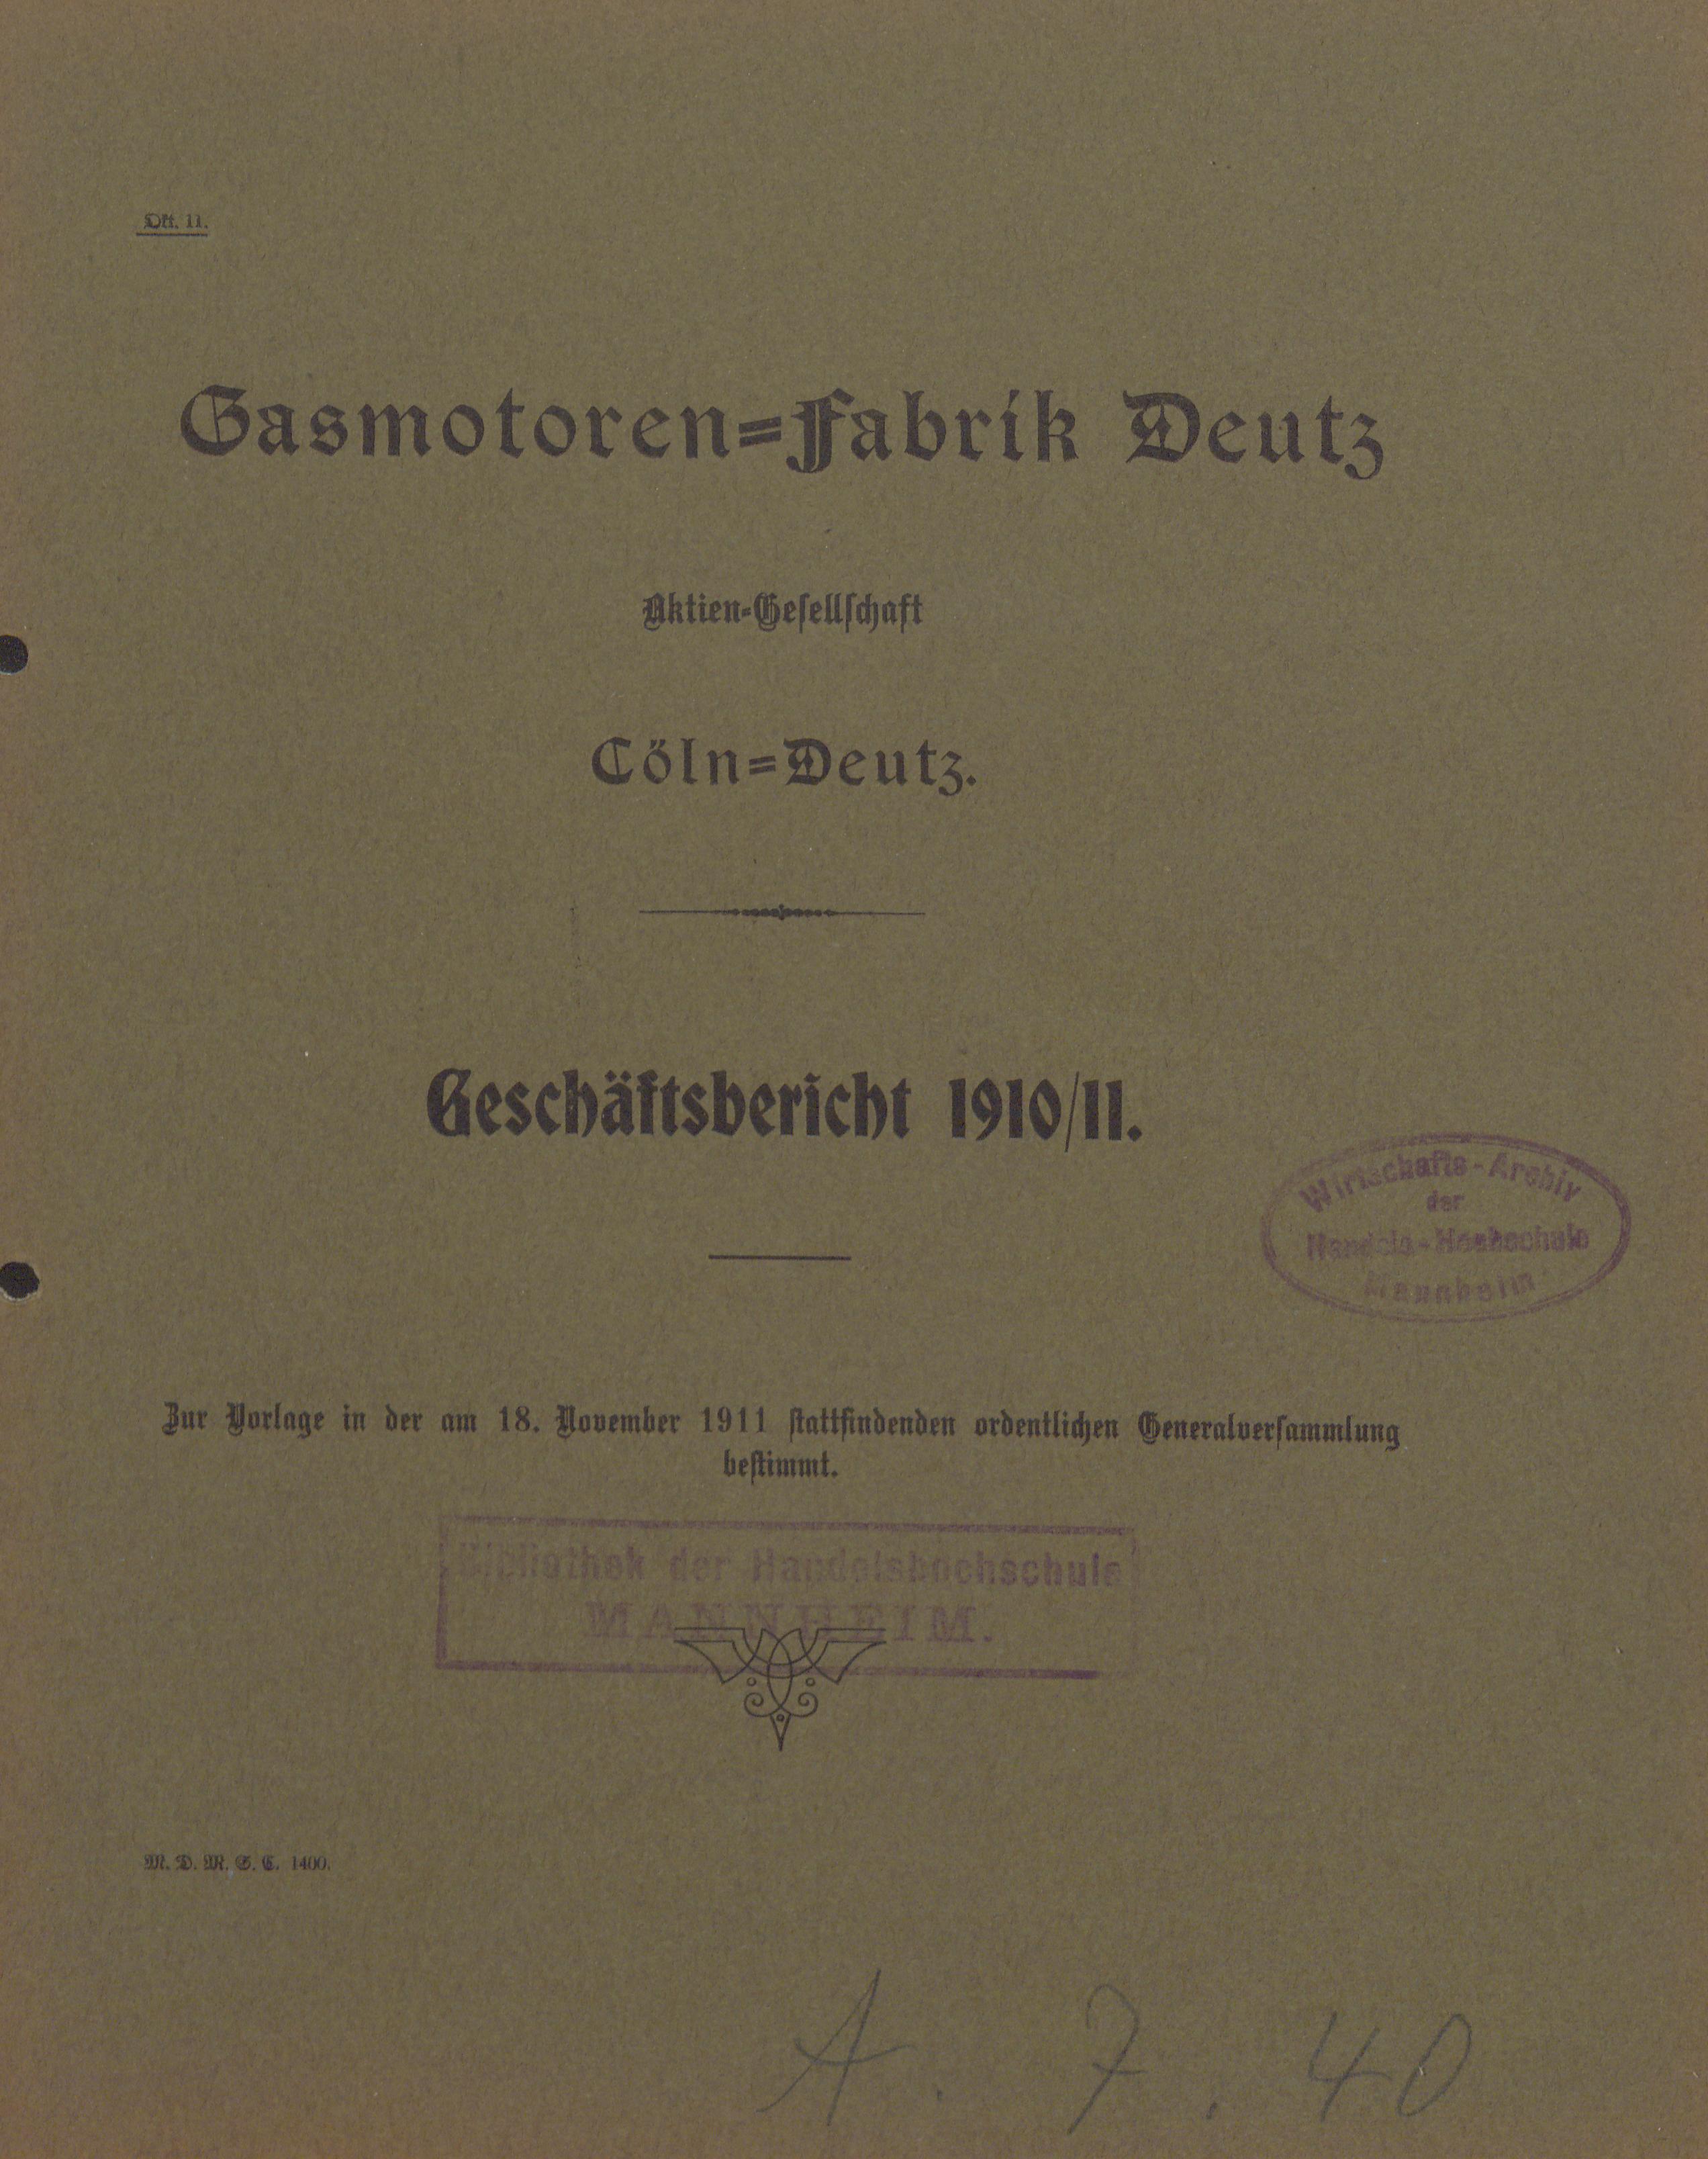 Okt. 11.
Gasmotoren=Fabrik Deutz
Aktien-Gesellschaft
Cöln=Deutz.
Geschäftsbericht 1910/11.
Wirtschafts-Archiv
der
Handels-Hochschule
Mannheim
Zur Vorlage in der am 18. November 1911 stattfindenden ordentlichen Generalversammlung
bestimmt.
Bibliothek der Handelshochschule
MANNHEIM.
M. D. M. S. C. 1400.
A. 7. 40